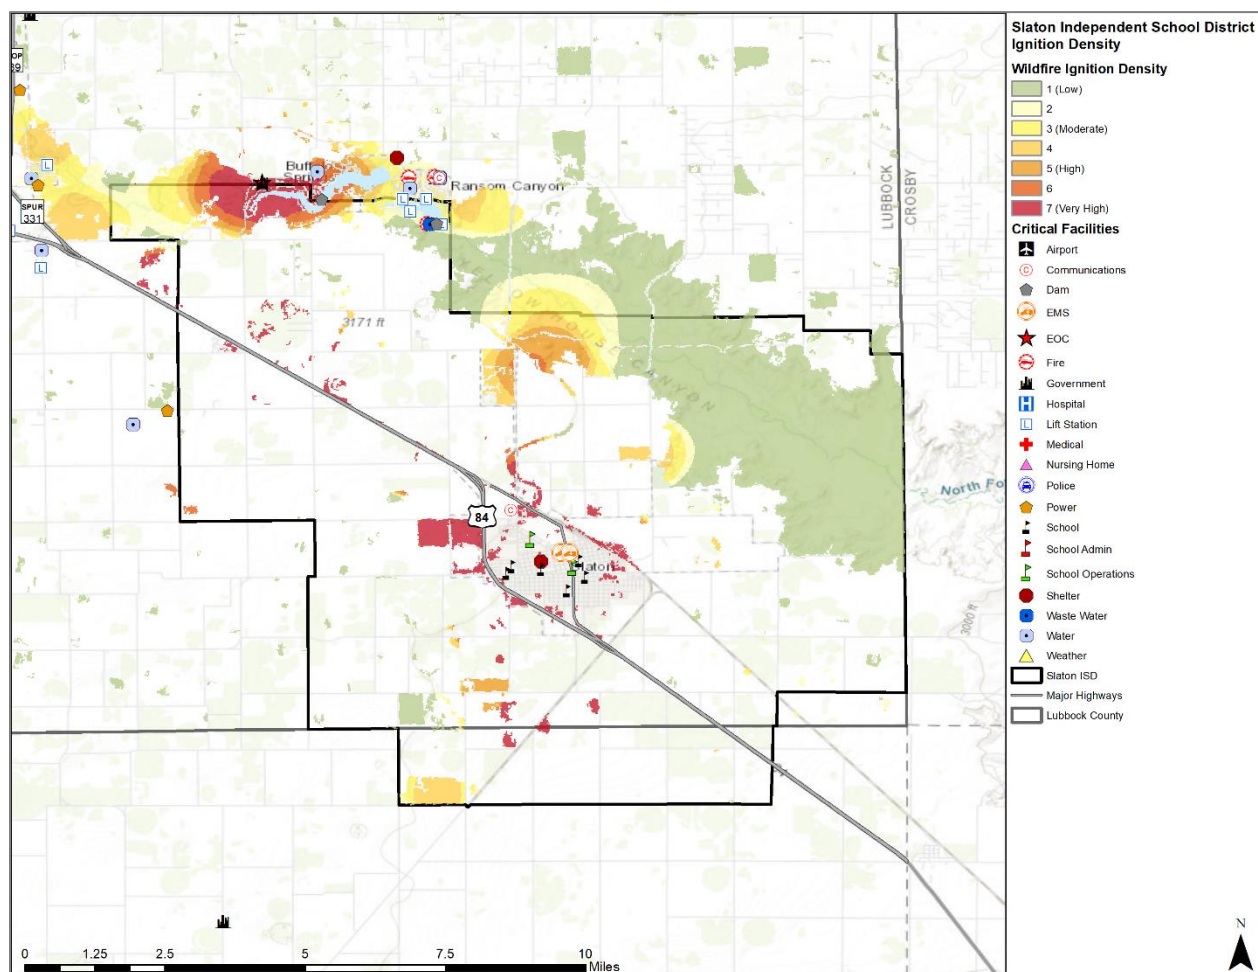 Slaton Independent School District
Ignition Density
Wildfire Ignition Density
1 (Low)
2
3 (Moderate)
4
5 (High)
6
7 (Very High)
Critical Facilities
Airport
C Communications
Dam
EMS
EOC
Fire
Government
H Hospital
L Lift Station
Medical
Nursing Home
Police
Power
School
School Admin
School Operations
Shelter
Waste Water
Water
Weather
Slaton ISD
Major Highways
Lubbock County
N
LUBBOCK
CROSBY
L
Ransom Canyon
C
L
L
L
L
SPUR
331
L
L
3171 ft
CANYON
North
C
84
3000 ft
0 1.25 2.5 5 7.5 10
Miles